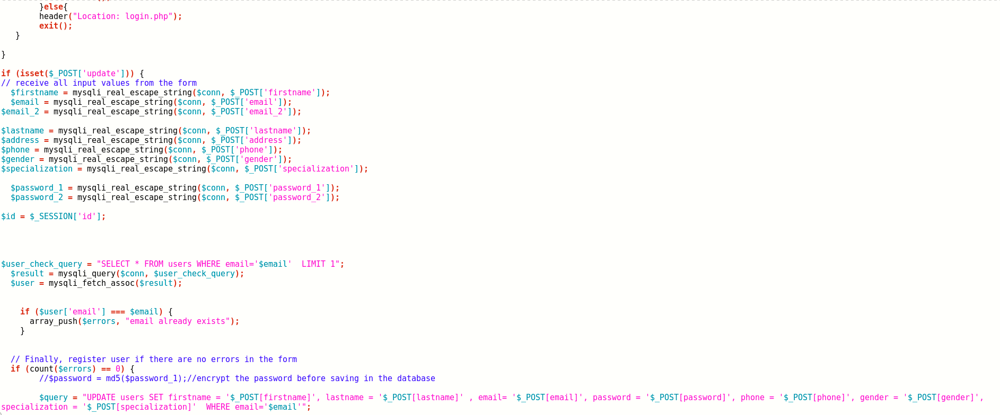 }else{
header("Location: login.php");
exit();
}
}
if (isset($_POST['update'])) {
// receive all input values from the form
$firstname = mysqli_real_escape_string($conn, $_POST['firstname']);
$email = mysqli_real_escape_string($conn, $_POST['email']);
$email_2 = mysqli_real_escape_string($conn, $_POST['email_2']);
$lastname = mysqli_real_escape_string($conn, $_POST['lastname']);
$address = mysqli_real_escape_string($conn, $_POST['address']);
$phone = mysqli_real_escape_string($conn, $_POST['phone']);
$gender = mysqli_real_escape_string($conn, $_POST['gender']);
$specialization = mysqli_real_escape_string($conn, $_POST['specialization']);
$password_1 = mysqli_real_escape_string($conn, $_POST['password_1']);
$password_2 = mysqli_real_escape_string($conn, $_POST['password_2']);
$id = $_SESSION['id'];
$user_check_query = "SELECT * FROM users WHERE email='$email'  LIMIT 1";
$result = mysqli_query($conn, $user_check_query);
$user = mysqli_fetch_assoc($result);
if ($user['email'] === $email) {
array_push($errors, "email already exists");
}
// Finally, register user if there are no errors in the form
if (count($errors) == 0) {
//$password = md5($password_1);//encrypt the password before saving in the database
$query = "UPDATE users SET firstname = '$_POST[firstname]', lastname = '$_POST[lastname]' , email= '$_POST[email]', password = '$_POST[password]', phone = '$_POST[phone]', gender = '$_POST[gender]',
specialization = '$_POST[specialization]'  WHERE email='$email'";